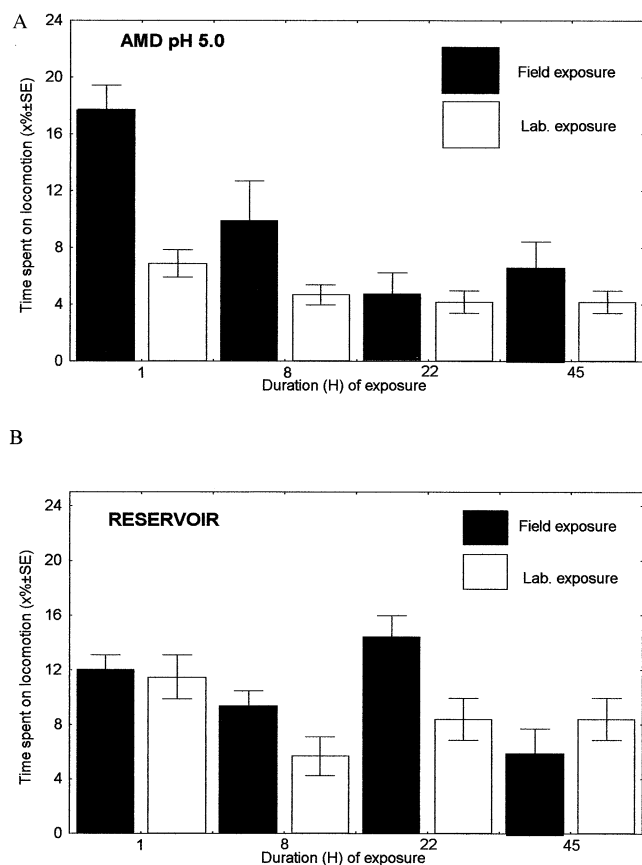 A
AMD pH 5.0
Field exposure
Lab. exposure
Time spent on locomotion (x%±SE)
24
20
16
12
8
4
0
1 8 22 45
Duration (H) of exposure
B
RESERVOIR
Field exposure
Lab. exposure
Time spent on locomotion (x%±SE)
24
20
16
12
8
4
0
1 8 22 45
Duration (H) of exposure